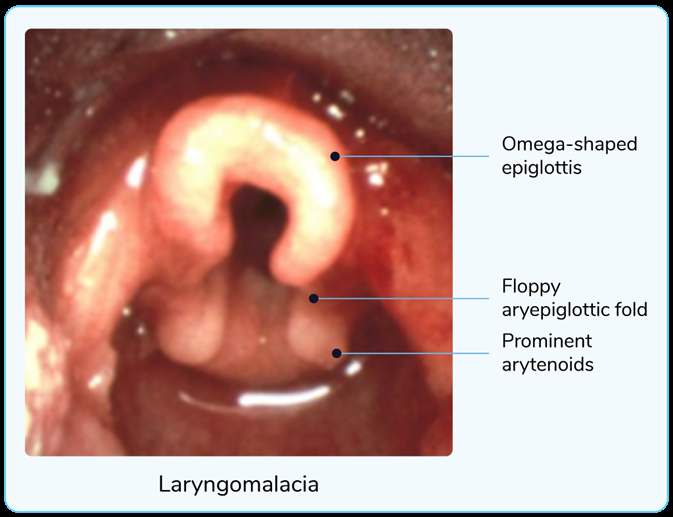 Omega-shaped
epiglottis
Floppy
aryepiglottic fold
Prominent
arytenoids
Laryngomalacia